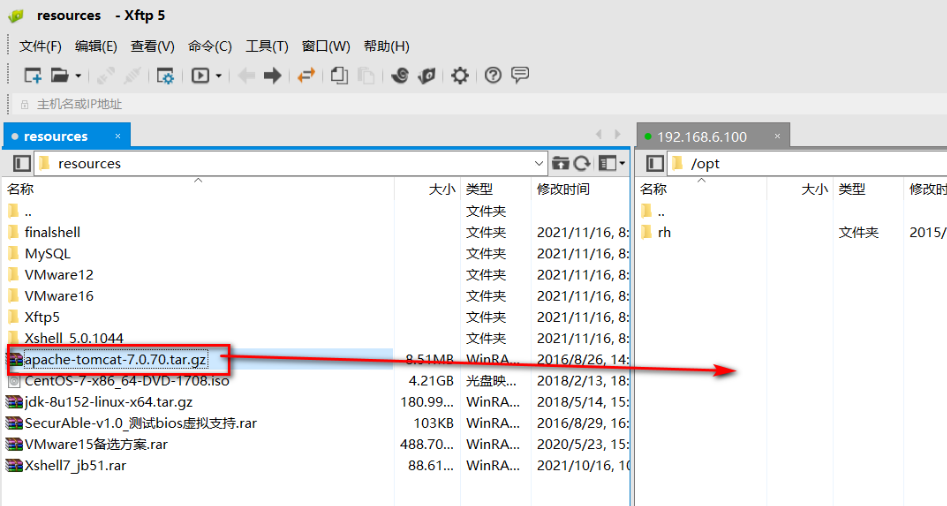 resources - Xftp 5
文件(F) 编辑(E) 查看(V) 命令(C) 工具(T) 窗口(W) 帮助(H)
主机名或IP地址
resources × 192.168.6.100 ×
resources /opt
名称 大小 类型 修改时间 名称 大小 类型 修改时
.. 文件夹 ..
finalshell 文件夹 2021/11/16, 8: rh 文件夹 2015/
MySQL 文件夹 2021/11/16, 8:
VMware12 文件夹 2021/11/16, 8:
VMware16 文件夹 2021/11/16, 8:
Xftp5 文件夹 2021/11/16, 8:
Xshell_5.0.1044 文件夹 2021/11/16, 8:
apache-tomcat-7.0.70.tar.gz 8.51MB WinRA... 2016/8/26, 14:
CentOS-7-x86_64-DVD-1708.iso 4.21GB 光盘映... 2018/2/13, 18:
jdk-8u152-linux-x64.tar.gz 180.99... WinRA... 2018/5/14, 15:
SecurAble-v1.0_测试bios虚拟支持.rar 103KB WinRA... 2016/8/29, 16:
VMware15备选方案.rar 488.70... WinRA... 2020/5/23, 15:
Xshell7_jb51.rar 88.61... WinRA... 2021/10/16, 10